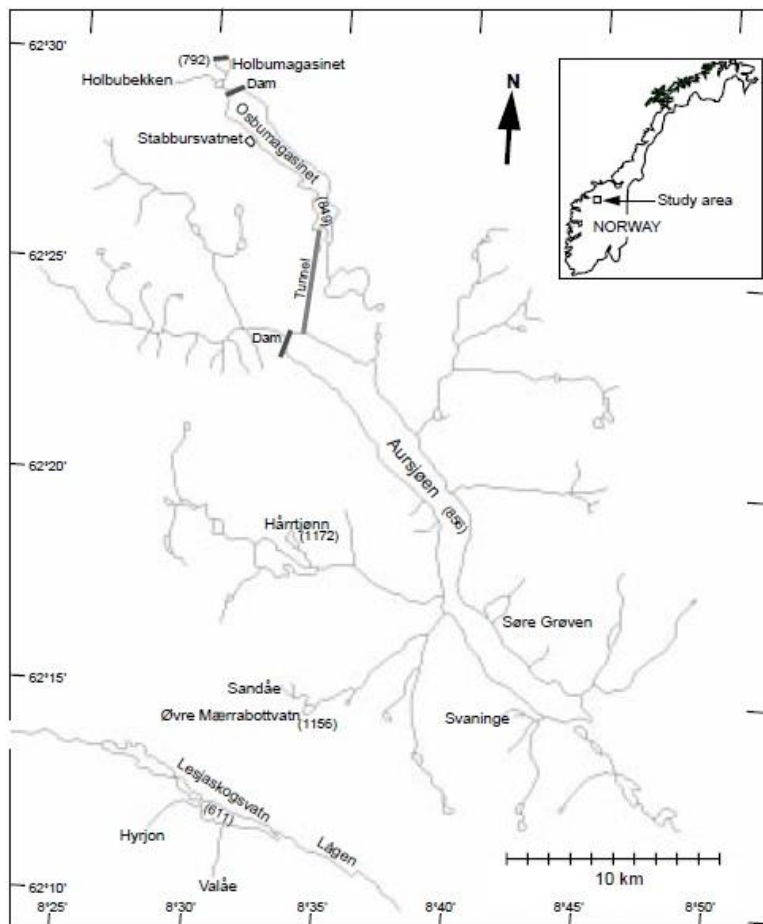 62°30'
(792)
Holbumagasinet
Holbubekken
Dam
N
Osbumagasinet
Stabbursvatnet
(849)
Study area
NORWAY
62°25'
Tunnel
Dam
Aursjøen
62°20'
(856)
Hårrtjønn
(1172)
Søre Grøven
62°15'
Sandåe
Øvre Mærrabottvatn
(1156)
Svaninge
Lesjaskogsvatn
(611)
Hyrjon
Lågen
Valåe
10 km
62°10'
8°25' 8°30' 8°35' 8°40' 8°45' 8°50'